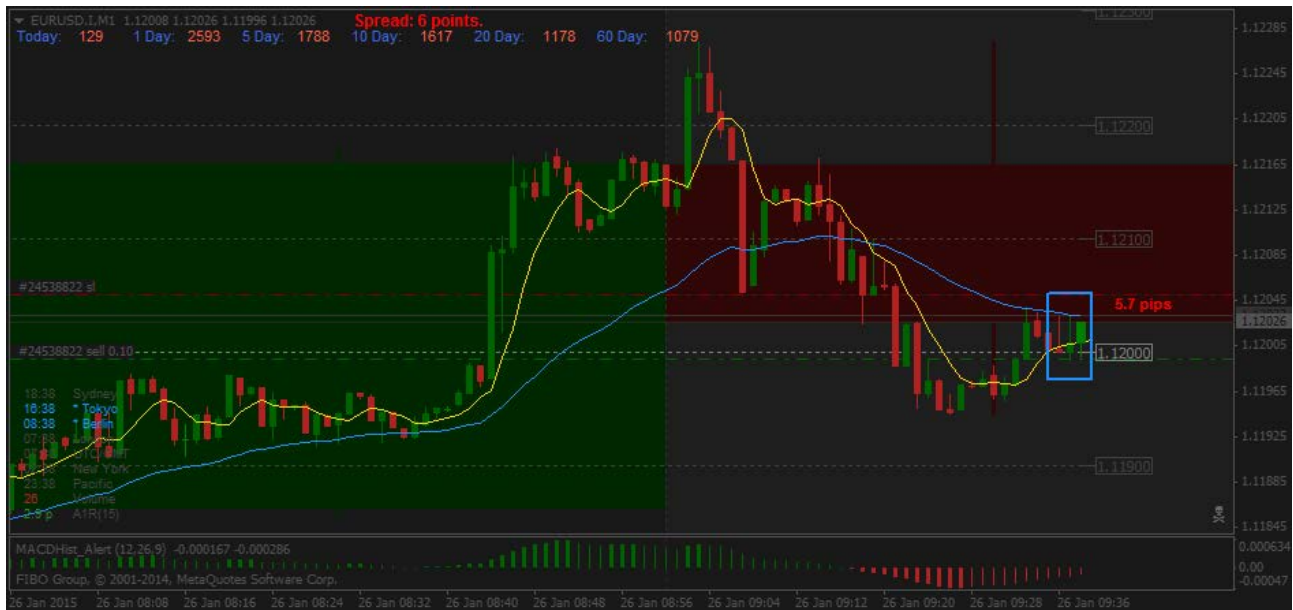 EURUSD.I,M1 1.12008 1.12026 1.11996 1.12026 Spread: 6 points.
Today: 129 1 Day: 2593 5 Day: 1788 10 Day: 1617 20 Day: 1178 60 Day: 1079
1.12285
1.12245
1.12205
1.12200
1.12165
1.12125
1.12100
1.12085
#24538822 sl
1.12045
5.7 pips
1.12026
#24538822 sell 0.10
1.12000
1.12005
1.11965
18:38 Sydney
16:38 * Tokyo
08:38 * Berlin
1.11925
New York
1.11900
23:38 Pacific
1.11885
26 Volume
2.9 p A1R(15)
1.11845
MACDHist_Alert (12,26,9) -0.000167 -0.000286
0.000634
0.00
-0.00047
FIBO Group, © 2001-2014, MetaQuotes Software Corp.
26 Jan 2015 26 Jan 08:08 26 Jan 08:16 26 Jan 08:24 26 Jan 08:32 26 Jan 08:40 26 Jan 08:48 26 Jan 08:56 26 Jan 09:04 26 Jan 09:12 26 Jan 09:20 26 Jan 09:28 26 Jan 09:36